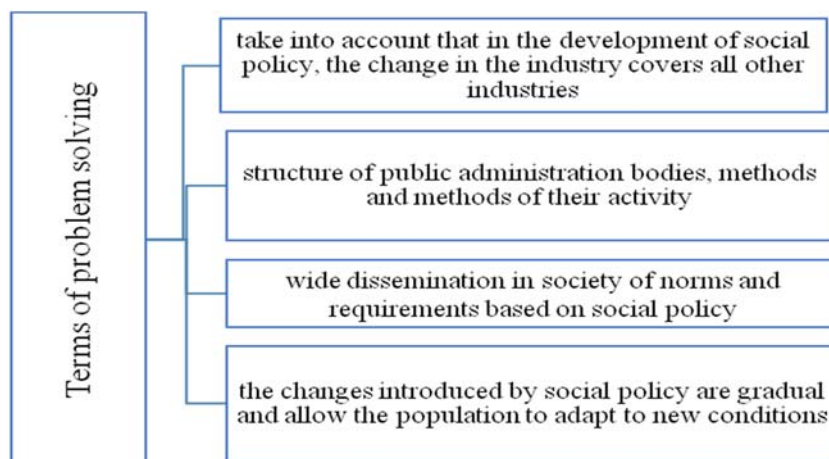 Terms of problem solving
take into account that in the development of social
policy, the change in the industry covers all other
industries
structure of public administration bodies, methods
and methods of their activity
wide dissemination in society of norms and
requirements based on social policy
the changes introduced by social policy are gradual
and allow the population to adapt to new conditions